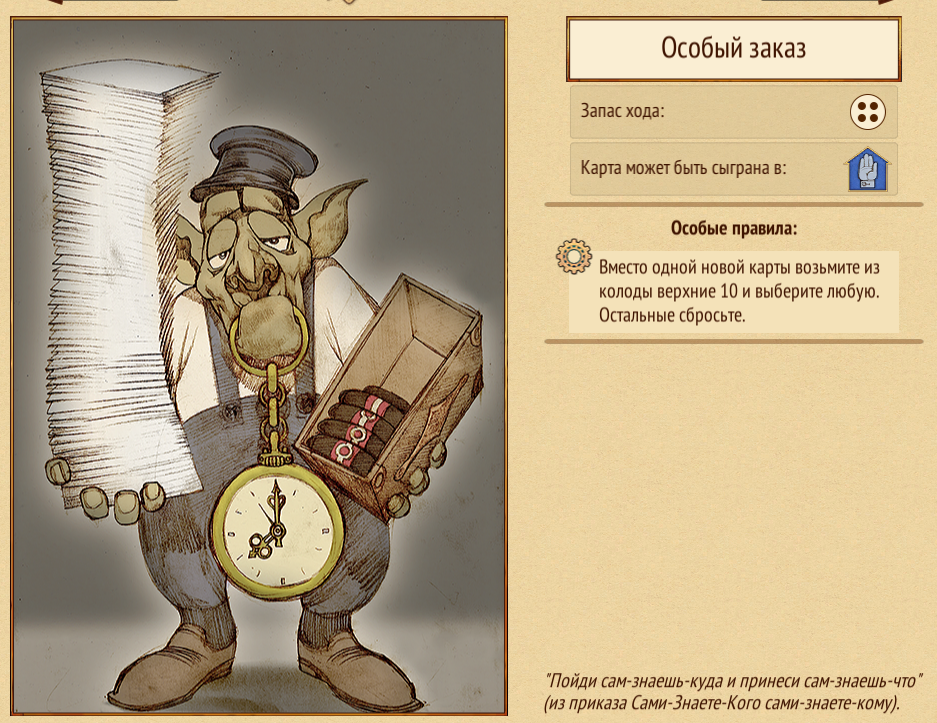 Особый заказ
Запас хода:
Карта может быть сыграна в:
Особые правила:
Вместо одной новой карты возьмите из
колоды верхние 10 и выберите любую.
Остальные сбросьте.
"Пойди сам-знаешь-куда и принеси сам-знаешь-что"
(из приказа Сами-Знаете-Кого сами-знаете-кому).